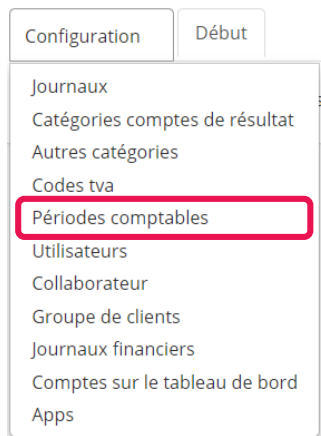 Configuration Début
Journaux
Catégories comptes de résultat
Autres catégories
Codes tva
Périodes comptables
Utilisateurs
Collaborateur
Groupe de clients
Journaux financiers
Comptes sur le tableau de bord
Apps